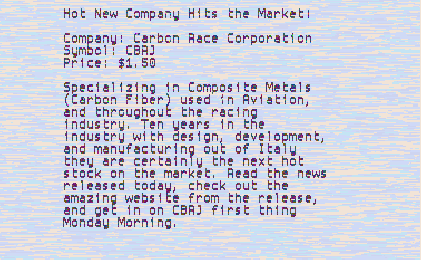 Hot New Company Hits the Market!
Company: Carbon Race Corporation
Symbol: CBRJ
Price: $1.50
Specializing in Composite Metals
(Carbon Fiber) used in Aviation,
and throughout the racing
industry. Ten years in the
industry with design, development,
and manufacturing out of Italy
they are certainly the next hot
stock on the market. Read the news
released today, check out the
amazing website from the release,
and get in on CBRJ first thing
Monday Morning.